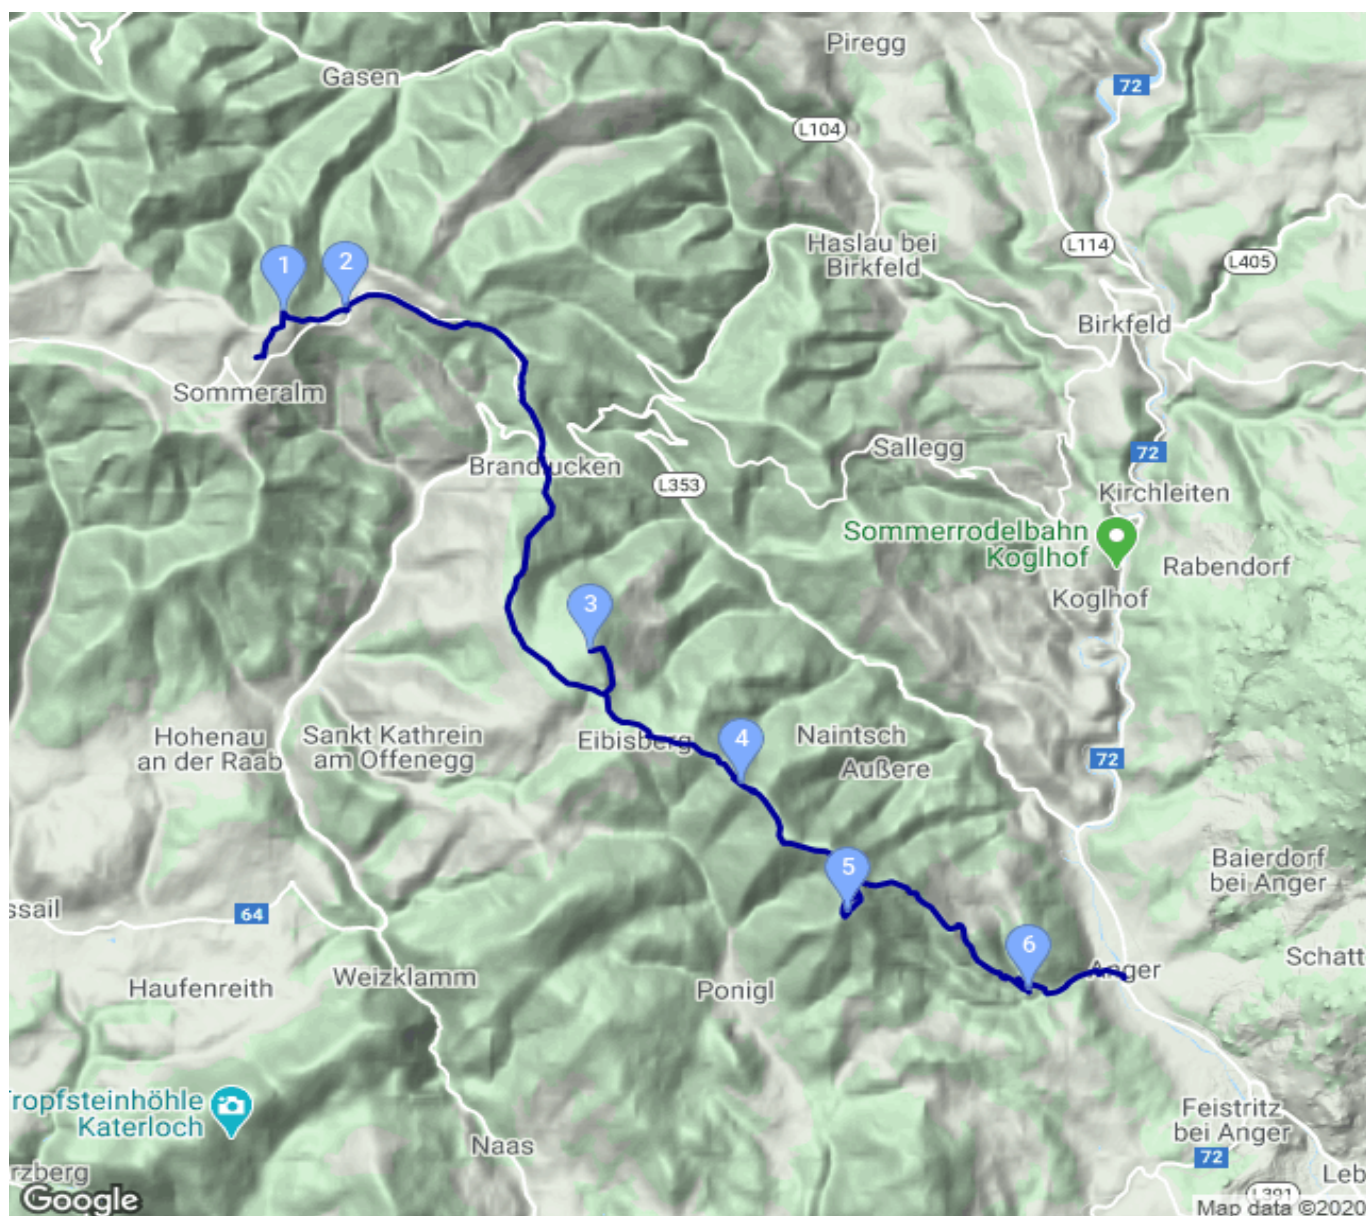 Piregg
Gasen
72
L104
Haslau bei
Birkfeld
L114
L405
1
2
Birkfeld
Sommeralm
Sallegg
72
Brandlucken
L353
Kirchleiten
Sommerrodelbahn
Koglhof
Rabendorf
Koglhof
3
Hohenau
an der Raab
Sankt Kathrein
am Offenegg
Eibisberg
4
Naintsch
Außere
72
Baierdorf
bei Anger
5
ssail
64
6
Anger
Schatt
Haufenreith
Weizklamm
Ponigl
ropfsteinhöhle
Katerloch
Feistritz
bei Anger
Naas
72
rzberg
Leb
Google
Map data ©2020